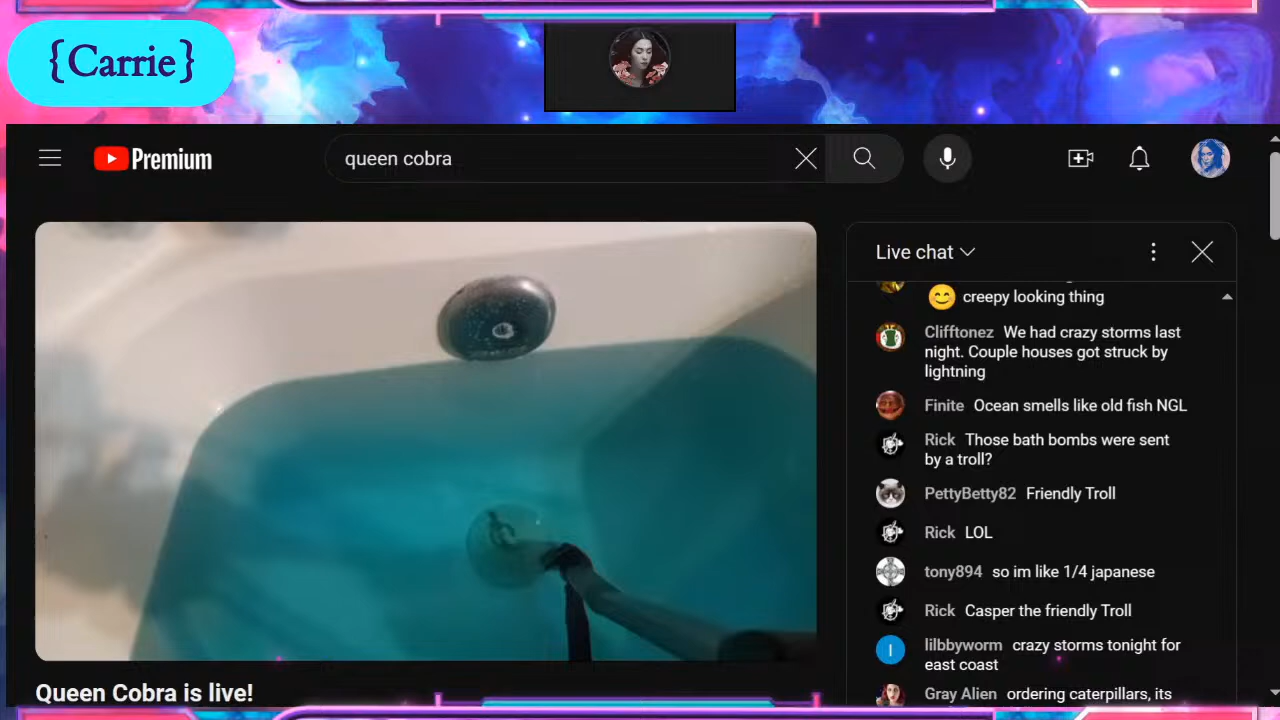 {Carrie}
Premium
queen cobra
Live chat
creepy looking thing
Clifftonez We had crazy storms last
night. Couple houses got struck by
lightning
Finite Ocean smells like old fish NGL
Rick Those bath bombs were sent
by a troll?
PettyBetty82 Friendly Troll
Rick LOL
tony894 so im like 1/4 japanese
Rick Casper the friendly Troll
I
lilbbyworm crazy storms tonight for
east coast
Gray Alien ordering caterpillars, its
Queen Cobra is live!